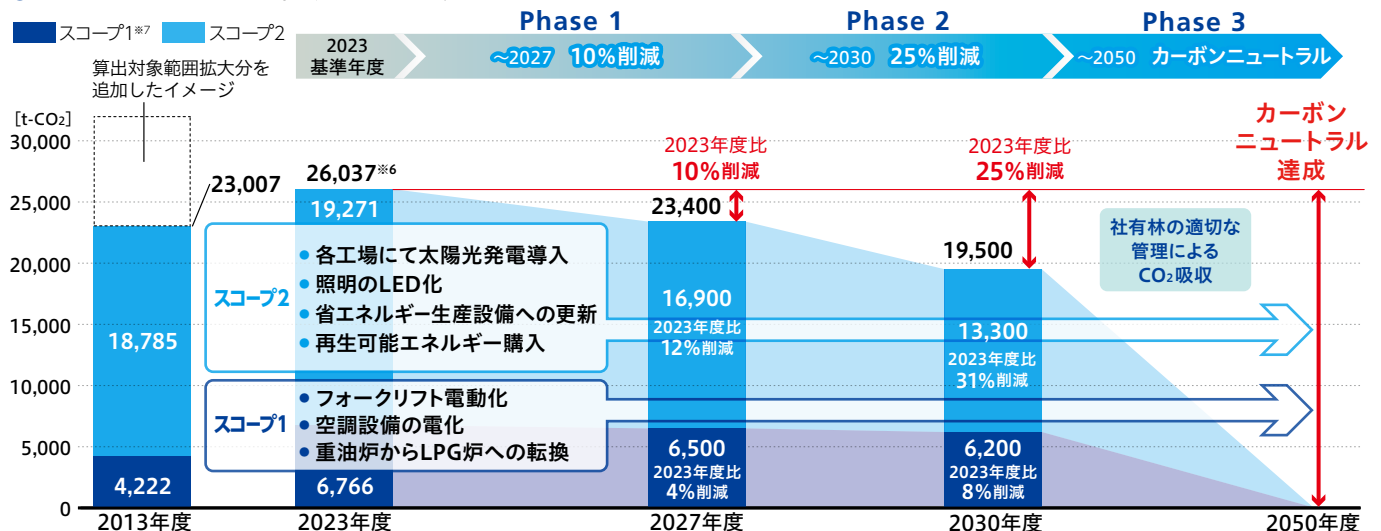 スコープ1※7 スコープ2
算出対象範囲拡大分を
追加したイメージ
2023
基準年度
Phase 1
～2027 10%削減
Phase 2
～2030 25%削減
Phase 3
～2050 カーボンニュートラル
[t-CO2]
30,000
25,000
20,000
15,000
10,000
5,000
0
23,007
18,785
4,222
2013年度
26,037※6
19,271
6,766
2023年度
スコープ2
• 各工場にて太陽光発電導入
• 照明のLED化
• 省エネルギー生産設備への更新
• 再生可能エネルギー購入
スコープ1
• フォークリフト電動化
• 空調設備の電化
• 重油炉からLPG炉への転換
2023年度比
10%削減
23,400
16,900
2023年度比
12%削減
6,500
2023年度比
4%削減
2027年度
2023年度比
25%削減
19,500
13,300
2023年度比
31%削減
6,200
2023年度比
8%削減
2030年度
社有林の適切な
管理による
CO2吸収
カーボン
ニュートラル
達成
2050年度